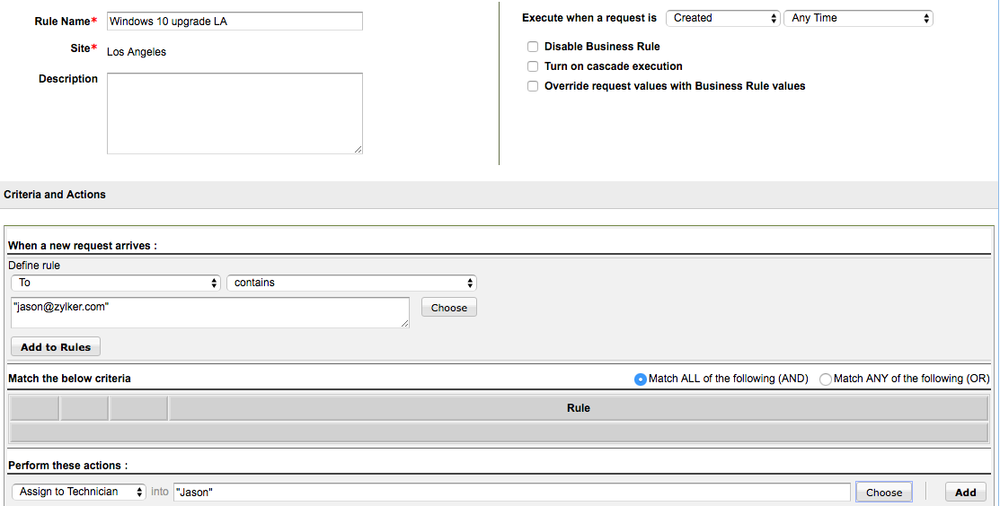 Rule Name* Windows 10 upgrade LA
Site* Los Angeles
Description
Execute when a request is Created Any Time
Disable Business Rule
Turn on cascade execution
Override request values with Business Rule values
Criteria and Actions
When a new request arrives :
Define rule
To contains
"jason@zylker.com" Choose
Add to Rules
Match the below criteria Match ALL of the following (AND) Match ANY of the following (OR)
Rule
Perform these actions :
Assign to Technician into "Jason" Choose Add